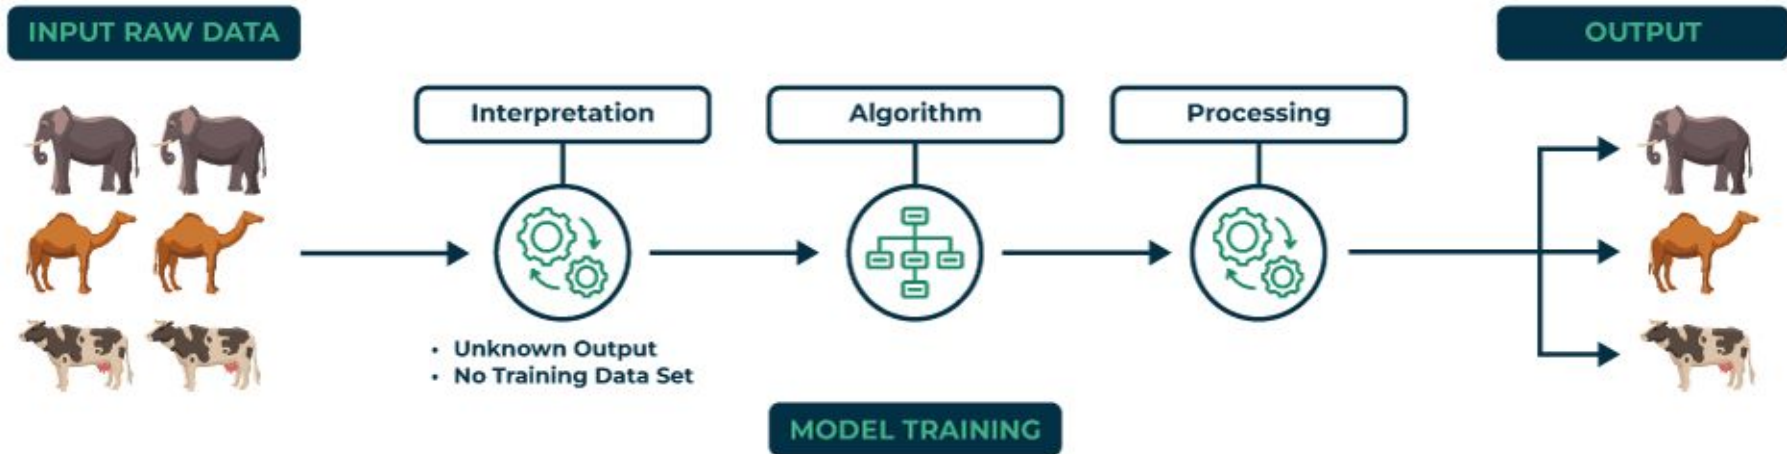 INPUT RAW DATA
OUTPUT
Interpretation
Algorithm
Processing
• Unknown Output
• No Training Data Set
MODEL TRAINING